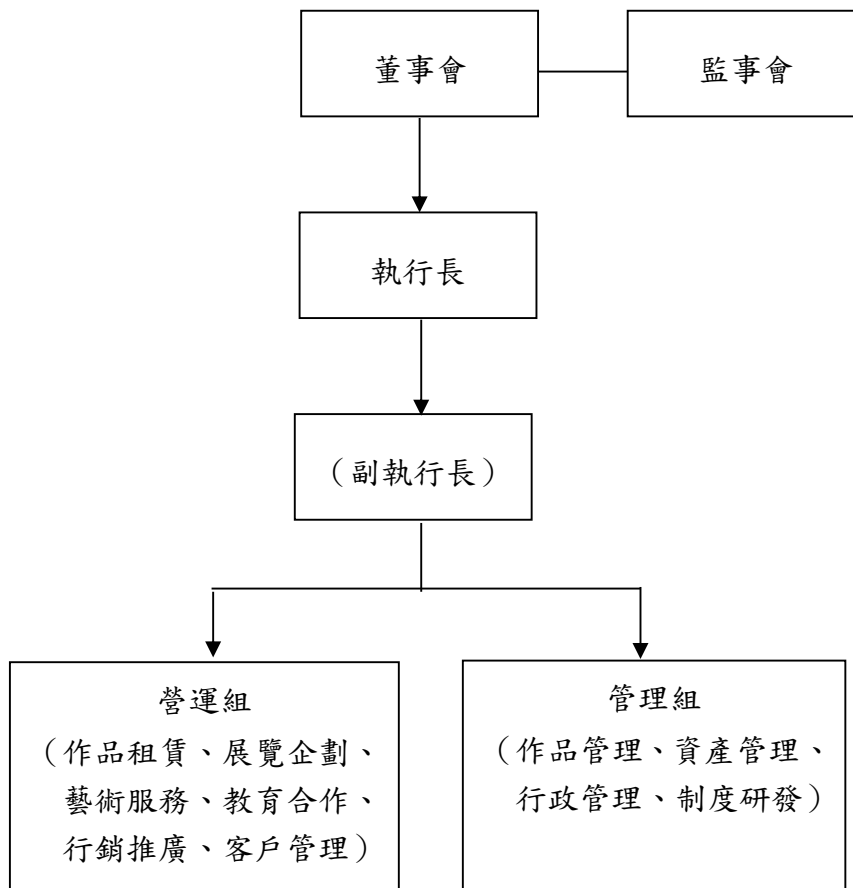 董事會
監事會
執行長
（副執行長）
營運組
（作品租賃、展覽企劃、
藝術服務、教育合作、
行銷推廣、客戶管理）
管理組
（作品管理、資產管理、
行政管理、制度研發）